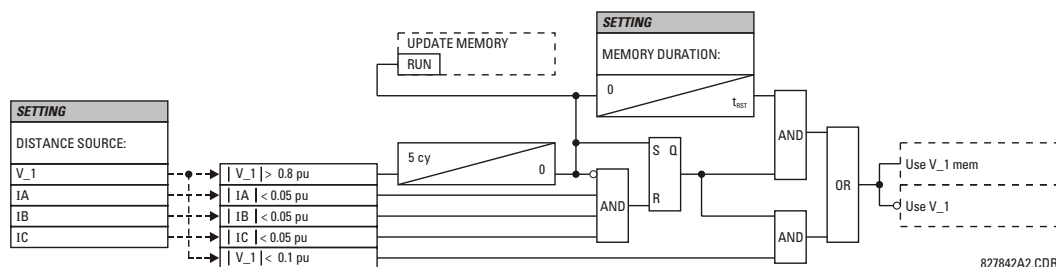 SETTING
UPDATE MEMORY
MEMORY DURATION:
RUN
0
tRST
SETTING
DISTANCE SOURCE:
V_1
IA
IB
IC
| V_1 | > 0.8 pu
| IA | < 0.05 pu
| IB | < 0.05 pu
| IC | < 0.05 pu
| V_1 | < 0.1 pu
5 cy
0
AND
S Q
R
AND
AND
OR
Use V_1 mem
Use V_1
827842A2.CDR